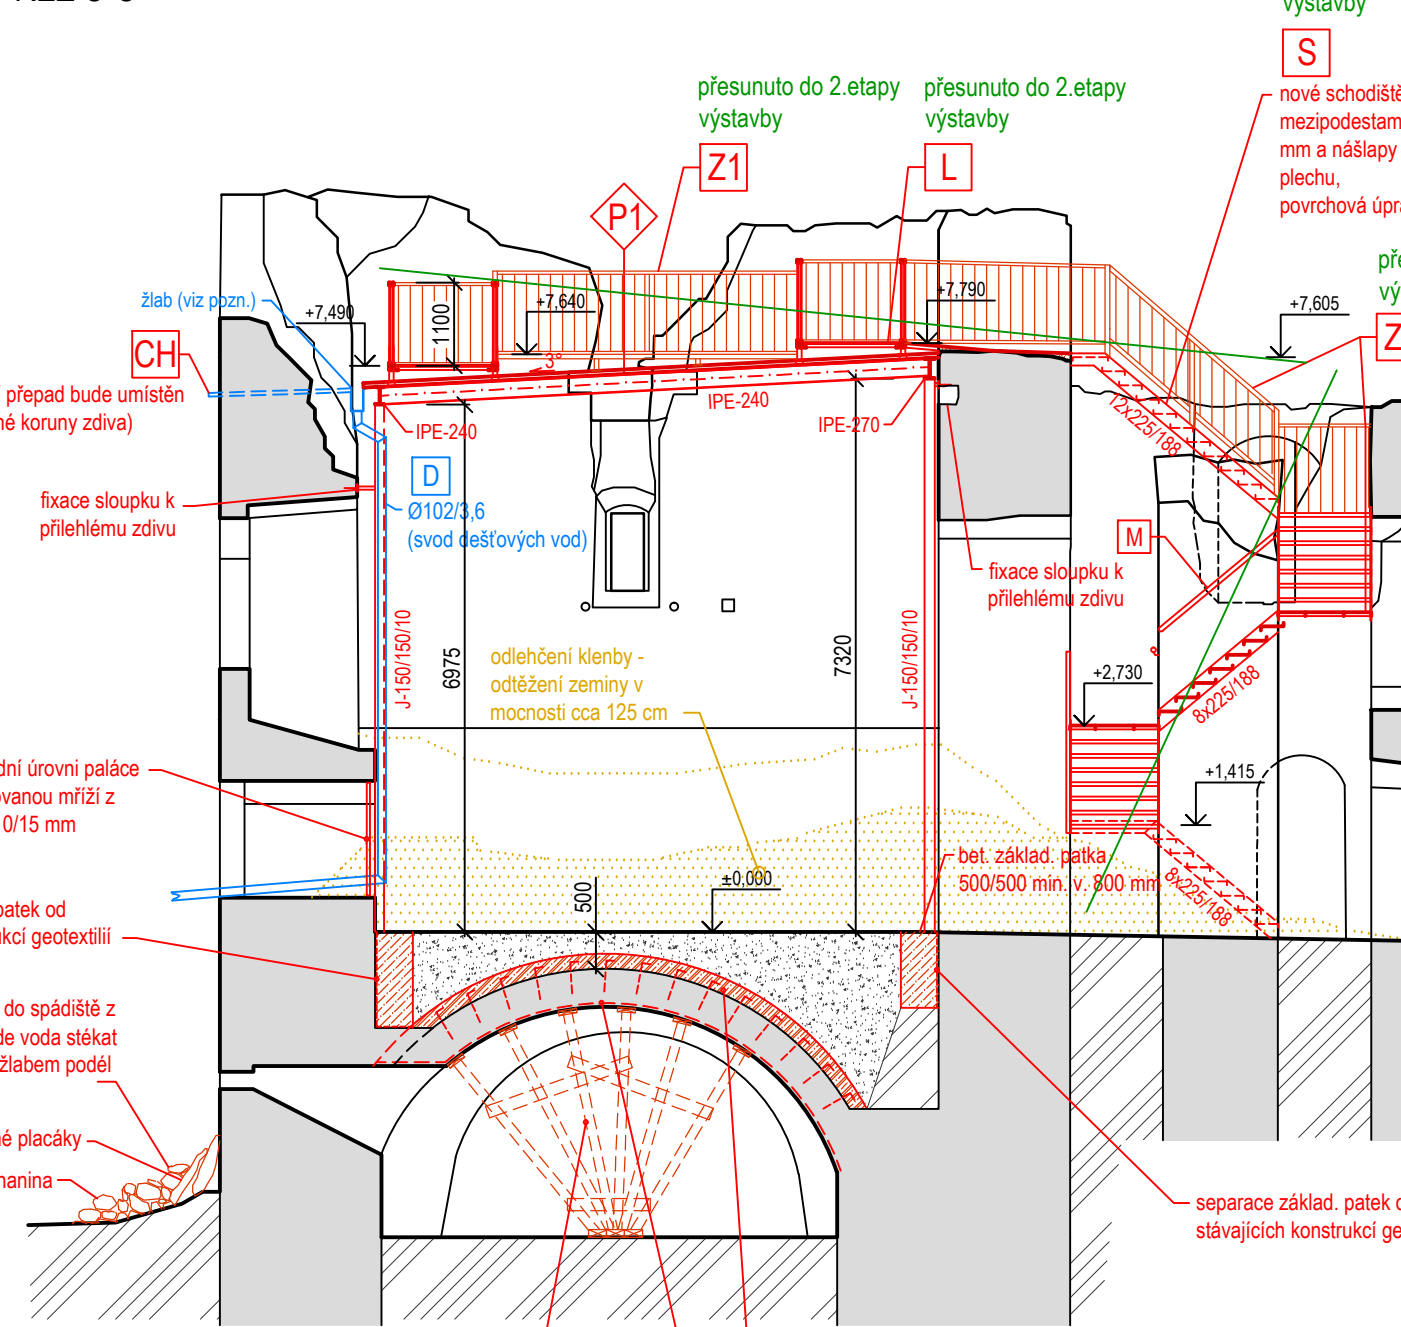 výstavby
S
přesunuto do 2.etapy
výstavby
přesunuto do 2.etapy
výstavby
nové schodiště
mezipodestam
mm a nášlapy
plechu,
povrchová úpra
Z1
L
P1
žlab (viz pozn.)
+7,490
1100
+7,640
+7,790
+7,605
pře
vý
Z
CH
3°
přepad bude umístěn
né koruny zdiva)
IPE-240
IPE-240
IPE-270
12x225/188
D
Ø102/3,6
(svod dešťových vod)
fixace sloupku k
přilehlému zdivu
M
fixace sloupku k
přilehlému zdivu
J-150/150/10
6975
7320
J-150/150/10
odlehčení klenby -
odtěžení zeminy v
mocnosti cca 125 cm
+2,730
8x225/188
+1,415
dní úrovni paláce
ovanou mříží z
0/15 mm
bet. základ. patka
500/500 min. v. 800 mm
±0,000
500
8x225/188
patek od
ukcí geotextilií
do spádiště z
de voda stékat
žlabem podél
né placáky
nanina
separace základ. patek o
stávajících konstrukcí ge